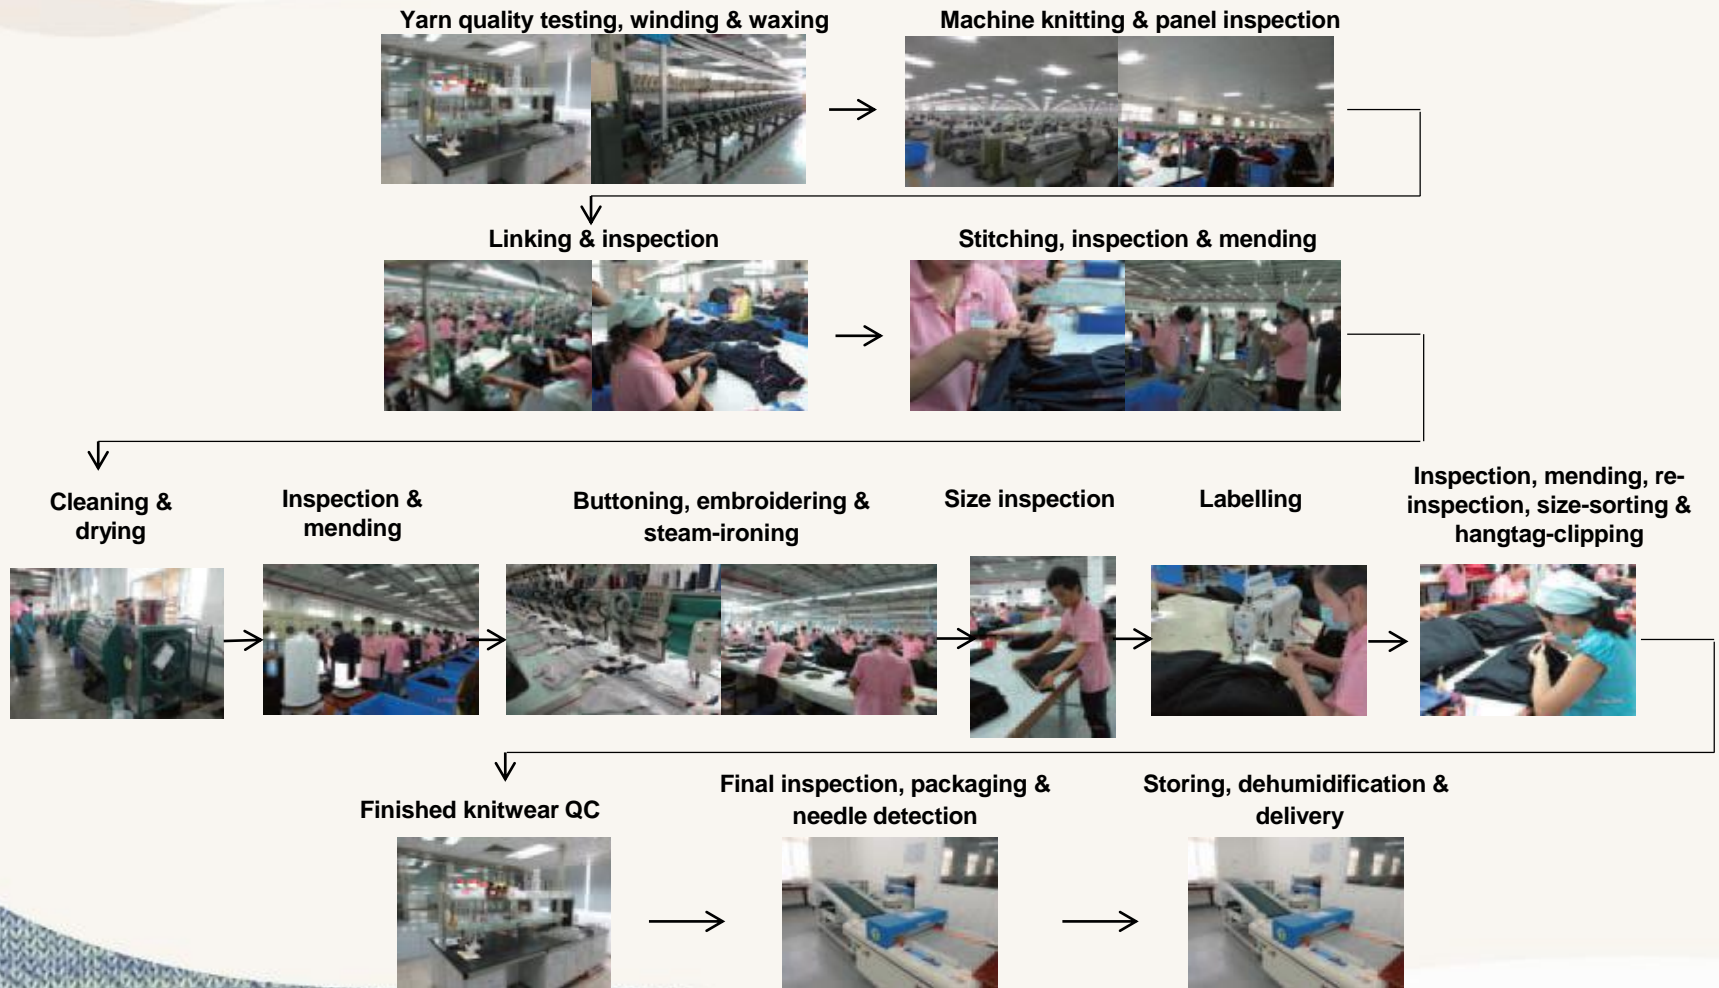 Yarn quality testing, winding & waxing
Machine knitting & panel inspection
Linking & inspection
Stitching, inspection & mending
Cleaning &
drying
Inspection &
mending
Buttoning, embroidering &
steam-ironing
Size inspection
Labelling
Inspection, mending, re-
inspection, size-sorting &
hangtag-clipping
Finished knitwear QC
Final inspection, packaging &
needle detection
Storing, dehumidification &
delivery